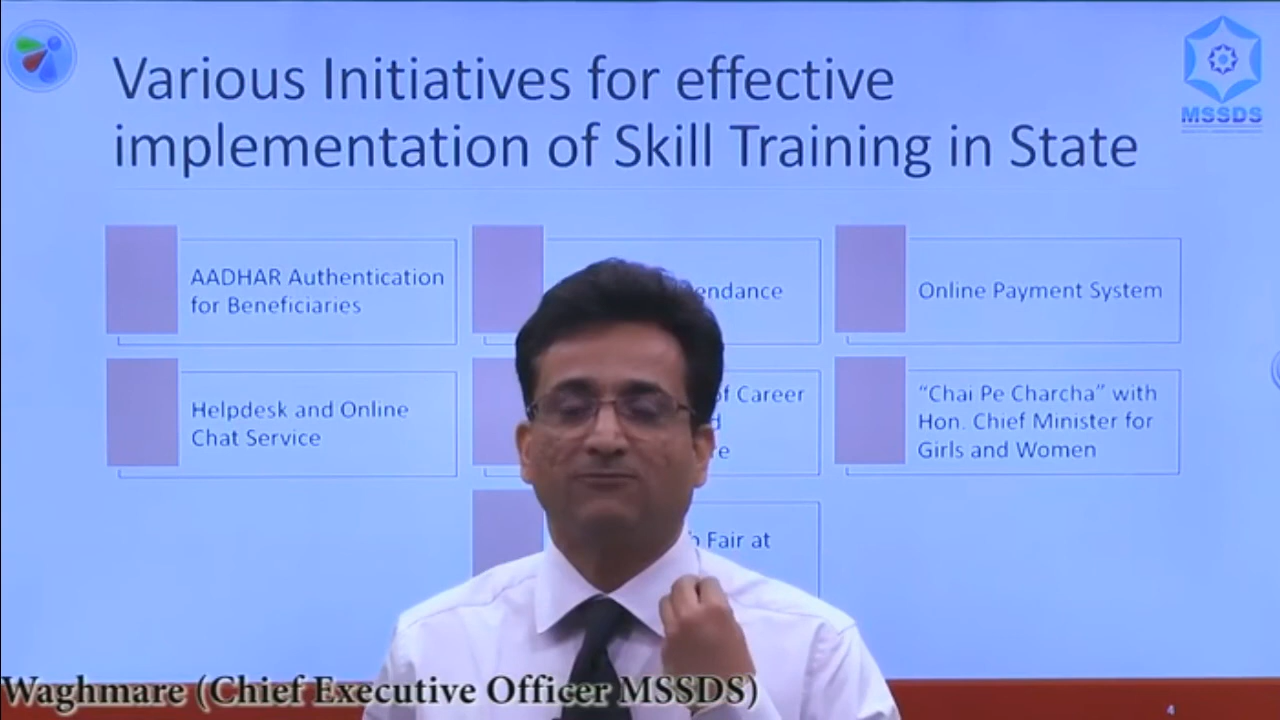 Various Initiatives for effective
implementation of Skill Training in State
MSSDS
AADHAR Authentication
for Beneficiaries
Online Payment System
Helpdesk and Online
Chat Service
of Career
"Chai Pe Charcha" with
Hon. Chief Minister for
Girls and Women
Fair at
Waghmare (Chief Executive Officer MSSDS)
4